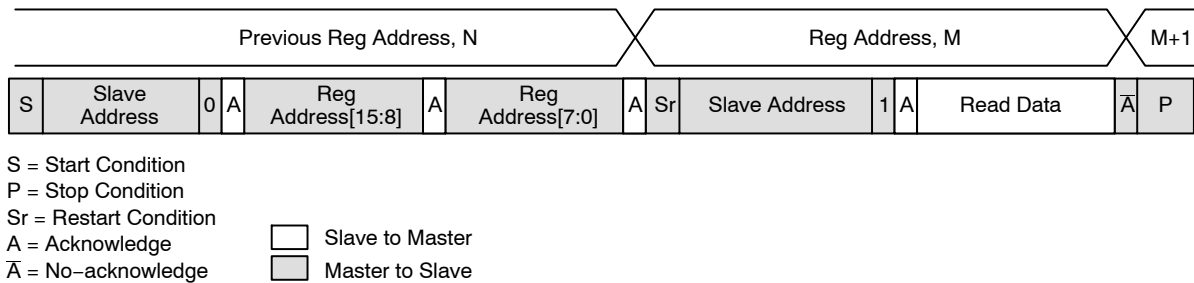 Previous Reg Address, N Reg Address, M M+1
S Slave Address 0 A Reg Address[15:8] A Reg Address[7:0] A Sr Slave Address 1 A Read Data A̅ P
S = Start Condition
P = Stop Condition
Sr = Restart Condition
A = Acknowledge
A̅ = No−acknowledge
Slave to Master
Master to Slave